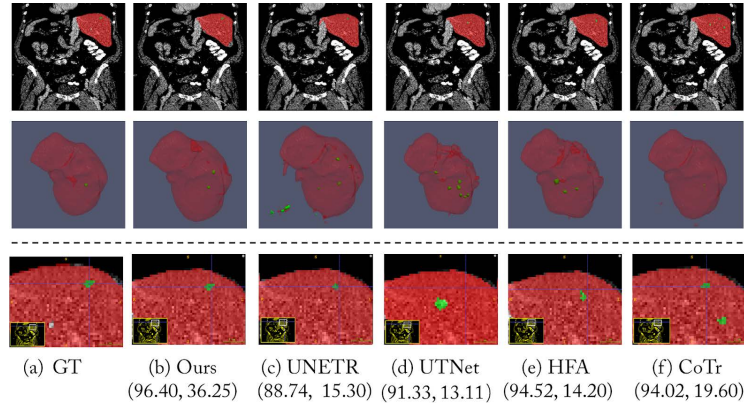 (a) GT (b) Ours (c) UNETR (d) UTNet (e) HFA (f) CoTr
(96.40, 36.25) (88.74, 15.30) (91.33, 13.11) (94.52, 14.20) (94.02, 19.60)